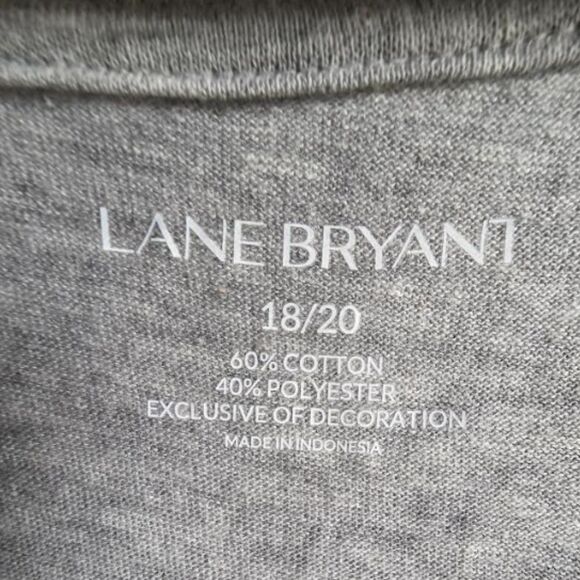 LANE BRYANT
18/20
60% COTTON
40% POLYESTER
EXCLUSIVE OF DECORATION
MADE IN INDONESIA